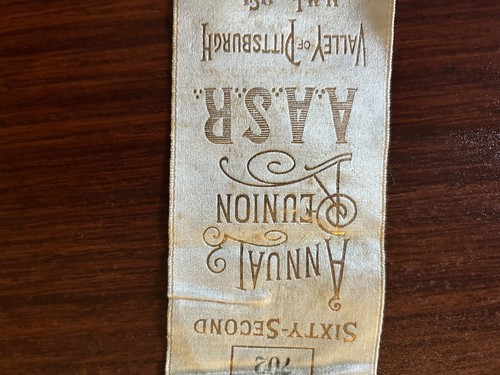 SIXTY-SECOND
ANNUAL
REUNION
A.A.S.R.
VALLEY OF PITTSBURGH